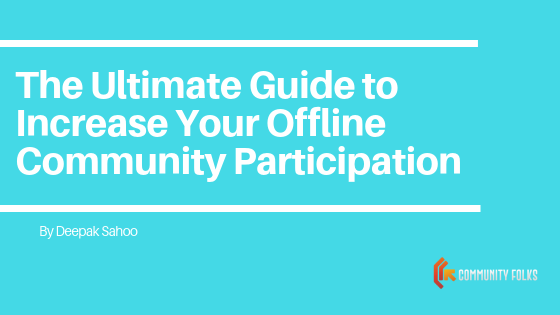 The Ultimate Guide to
Increase Your Offline
Community Participation
By Deepak Sahoo
COMMUNITY FOLKS